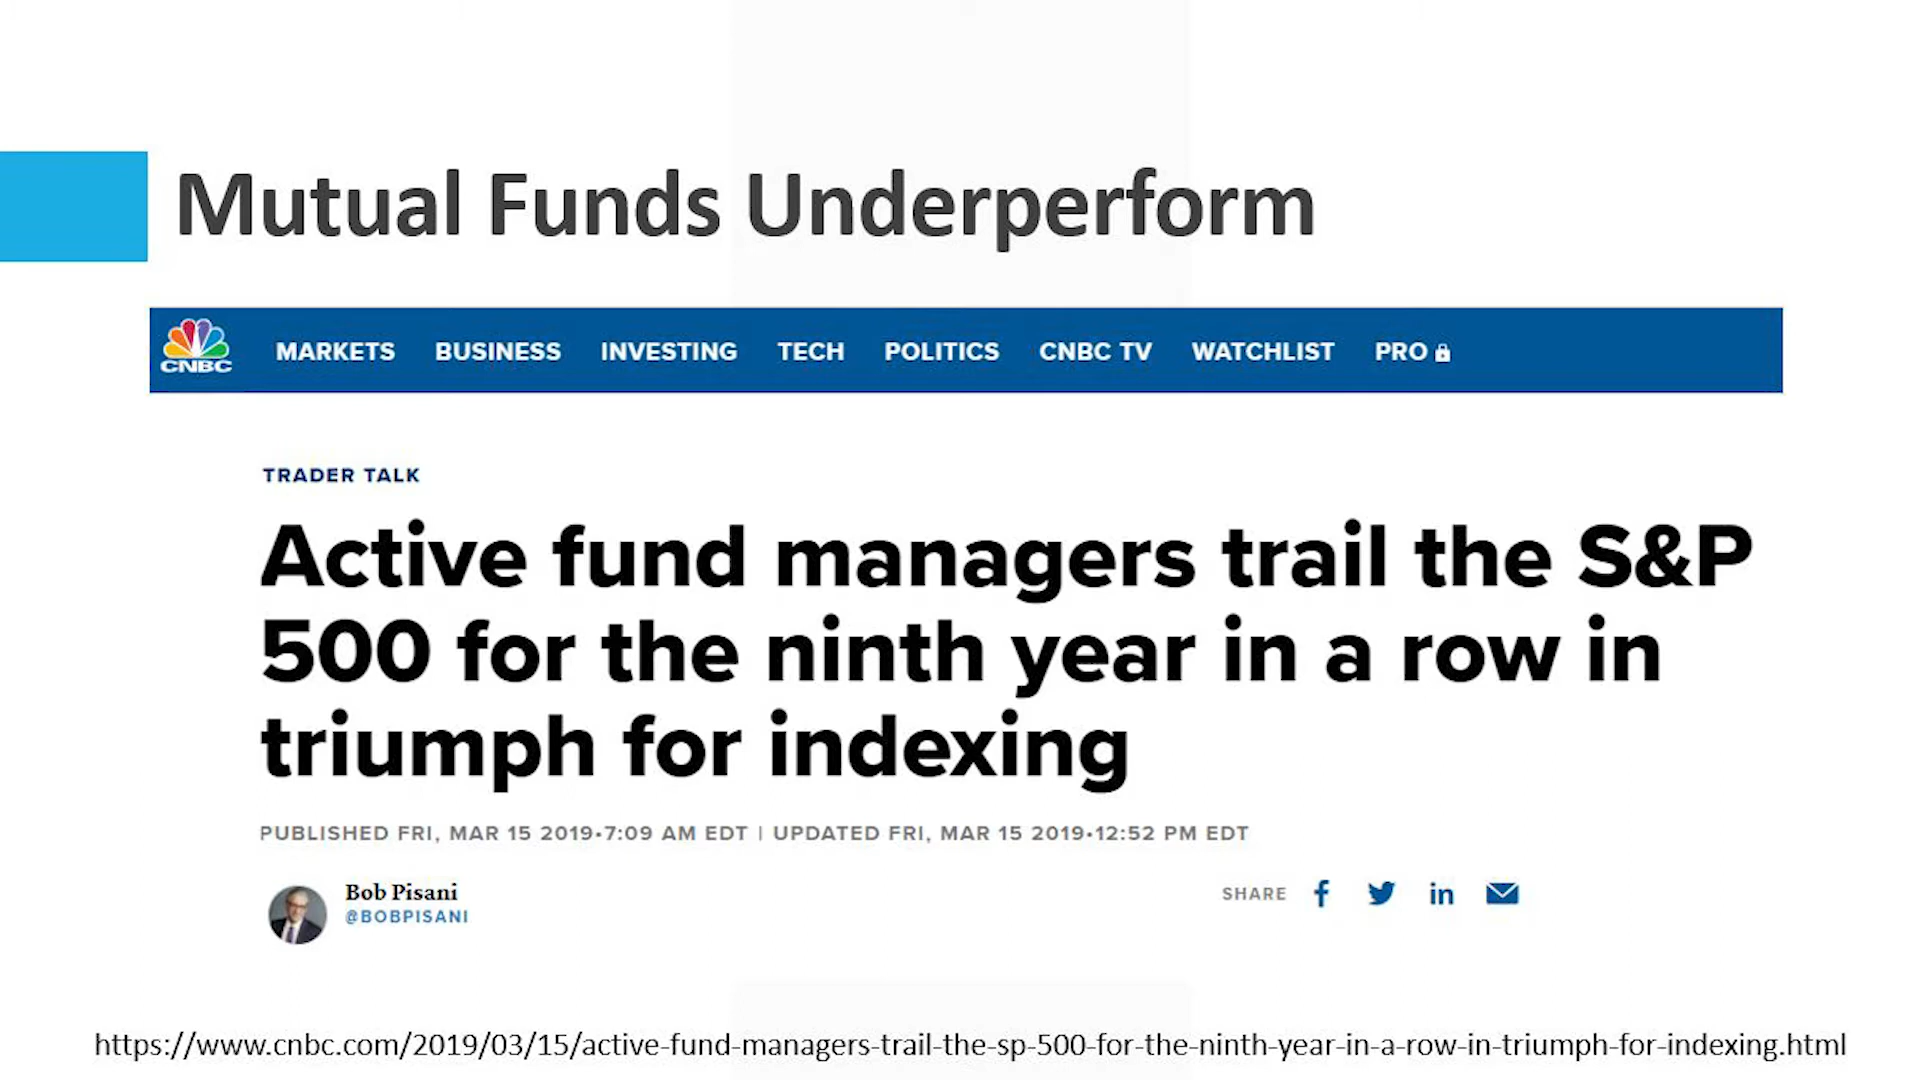 Mutual Funds Underperform
CNBC
MARKETS BUSINESS INVESTING TECH POLITICS CNBC TV WATCHLIST PRO
TRADER TALK
Active fund managers trail the S&P
500 for the ninth year in a row in
triumph for indexing
PUBLISHED FRI, MAR 15 2019•7:09 AM EDT | UPDATED FRI, MAR 15 2019•12:52 PM EDT
Bob Pisani
@BOBPISANI
SHARE
https://www.cnbc.com/2019/03/15/active-fund-managers-trail-the-sp-500-for-the-ninth-year-in-a-row-in-triumph-for-indexing.html